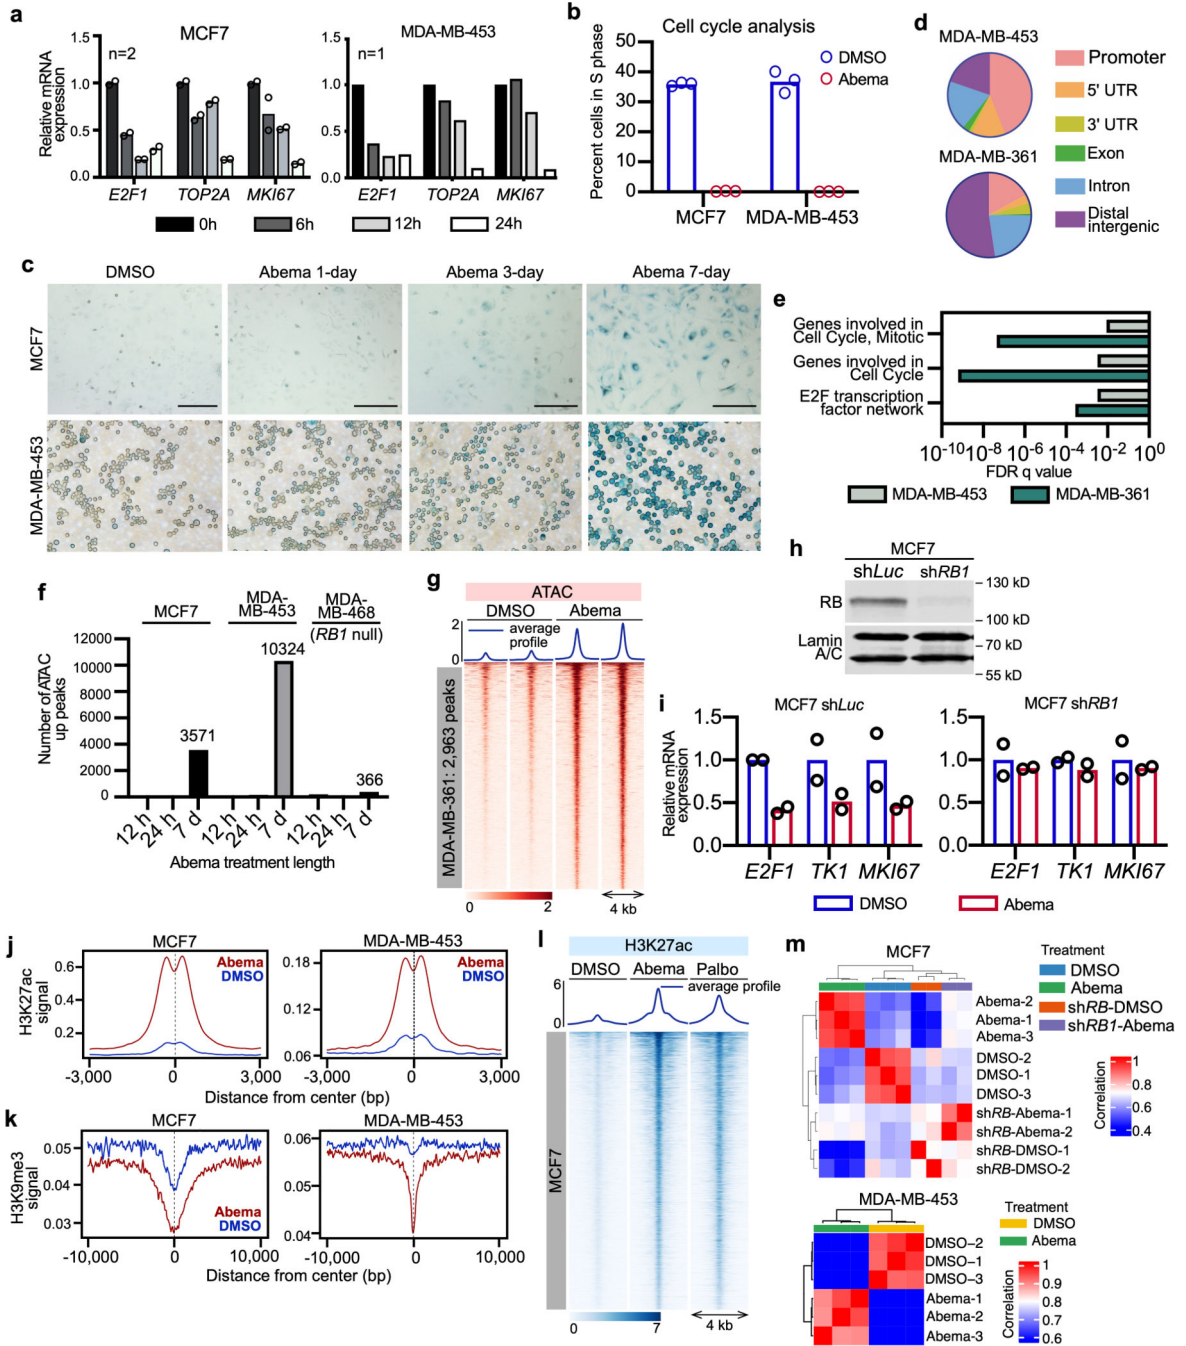 a
MCF7
MDA-MB-453
Relative mRNA
expression
1.5
1.0
0.5
0.0
n=2
E2F1 TOP2A MKI67
1.5
1.0
0.5
0.0
n=1
E2F1 TOP2A MKI67
0h 6h 12h 24h
b
Cell cycle analysis
Percent cells in S phase
50
40
30
20
10
0
DMSO
Abema
MCF7 MDA-MB-453
c
DMSO Abema 1-day Abema 3-day Abema 7-day
MCF7
MDA-MB-453
d
MDA-MB-453
MDA-MB-361
Promoter
5' UTR
3' UTR
Exon
Intron
Distal
intergenic
e
Genes involved in
Cell Cycle, Mitotic
Genes involved in
Cell Cycle
E2F transcription
factor network
10-10 10-8 10-6 10-4 10-2 100
FDR q value
MDA-MB-453 MDA-MB-361
f
MCF7
MDA-
MB-453
MDA-
MB-468
(RB1 null)
Number of ATAC
up peaks
12000
10000
8000
6000
4000
2000
0
3571
10324
366
12 h 24 h 7 d 12 h 24 h 7 d 12 h 24 h 7 d
Abema treatment length
g
ATAC
DMSO Abema
2
0
average
profile
MDA-MB-361: 2,963 peaks
0 2
4 kb
h
MCF7
shLuc shRB1
RB
Lamin
A/C
130 kD
100 kD
70 kD
55 kD
i
MCF7 shLuc
MCF7 shRB1
Relative mRNA
expression
1.5
1.0
0.5
0.0
E2F1 TK1 MKI67
1.5
1.0
0.5
0.0
E2F1 TK1 MKI67
DMSO Abema
j
MCF7
MDA-MB-453
H3K27ac
signal
0.6
0.4
0.2
Abema
DMSO
-3,000 0 3,000
0.18
0.12
0.06
Abema
DMSO
-3,000 0 3,000
Distance from center (bp)
k
MCF7
MDA-MB-453
H3K9me3
signal
0.05
0.04
0.03
Abema
DMSO
-10,000 0 10,000
0.06
0.05
0.04
Abema
DMSO
-10,000 0 10,000
Distance from center (bp)
l
H3K27ac
DMSO Abema Palbo
6
0
average profile
MCF7
0 7
4 kb
m
MCF7
Treatment
DMSO
Abema
shRB-DMSO
shRB1-Abema
Abema-2
Abema-1
Abema-3
DMSO-2
DMSO-1
DMSO-3
shRB-Abema-1
shRB-Abema-2
shRB-DMSO-1
shRB-DMSO-2
Correlation
1
0.8
0.6
0.4
MDA-MB-453
Treatment
DMSO
Abema
DMSO–2
DMSO–1
DMSO–3
Abema-1
Abema-2
Abema-3
Correlation
1
0.9
0.8
0.7
0.6